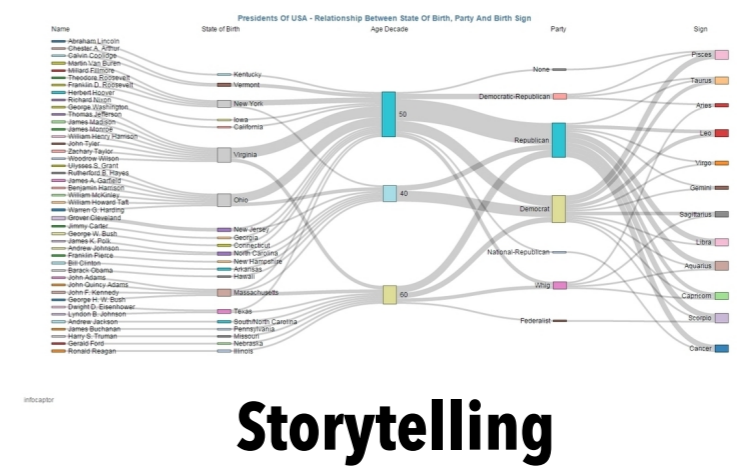 Presidents Of USA - Relationship Between State Of Birth, Party And Birth Sign
Name State of Birth Age Decade Party Sign
Abraham Lincoln
Chester A. Arthur
Calvin Coolidge
Martin Van Buren
Millard Fillmore
Theodore Roosevelt
Franklin D. Roosevelt
Herbert Hoover
Richard Nixon
George Washington
Thomas Jefferson
James Madison
James Monroe
William Henry Harrison
John Tyler
Zachary Taylor
Woodrow Wilson
Ulysses S. Grant
Rutherford B. Hayes
James A. Garfield
Benjamin Harrison
William McKinley
William Howard Taft
Warren G. Harding
Grover Cleveland
Jimmy Carter
George W. Bush
James K. Polk
Andrew Johnson
Franklin Pierce
Bill Clinton
Barack Obama
John Adams
John Quincy Adams
John F. Kennedy
George H. W. Bush
Dwight D. Eisenhower
Lyndon B. Johnson
Andrew Jackson
James Buchanan
Harry S. Truman
Gerald Ford
Ronald Reagan
Kentucky
Vermont
New York
Iowa
California
Virginia
Ohio
New Jersey
Georgia
Connecticut
North Carolina
New Hampshire
Arkansas
Hawaii
Massachusetts
Texas
South/North Carolina
Pennsylvania
Missouri
Nebraska
Illinois
50
40
60
None
Democratic-Republican
Republican
Democrat
National-Republican
Whig
Federalist
Pisces
Taurus
Aries
Leo
Virgo
Gemini
Sagittarius
Libra
Aquarius
Capricorn
Scorpio
Cancer
infocaptor
Storytelling